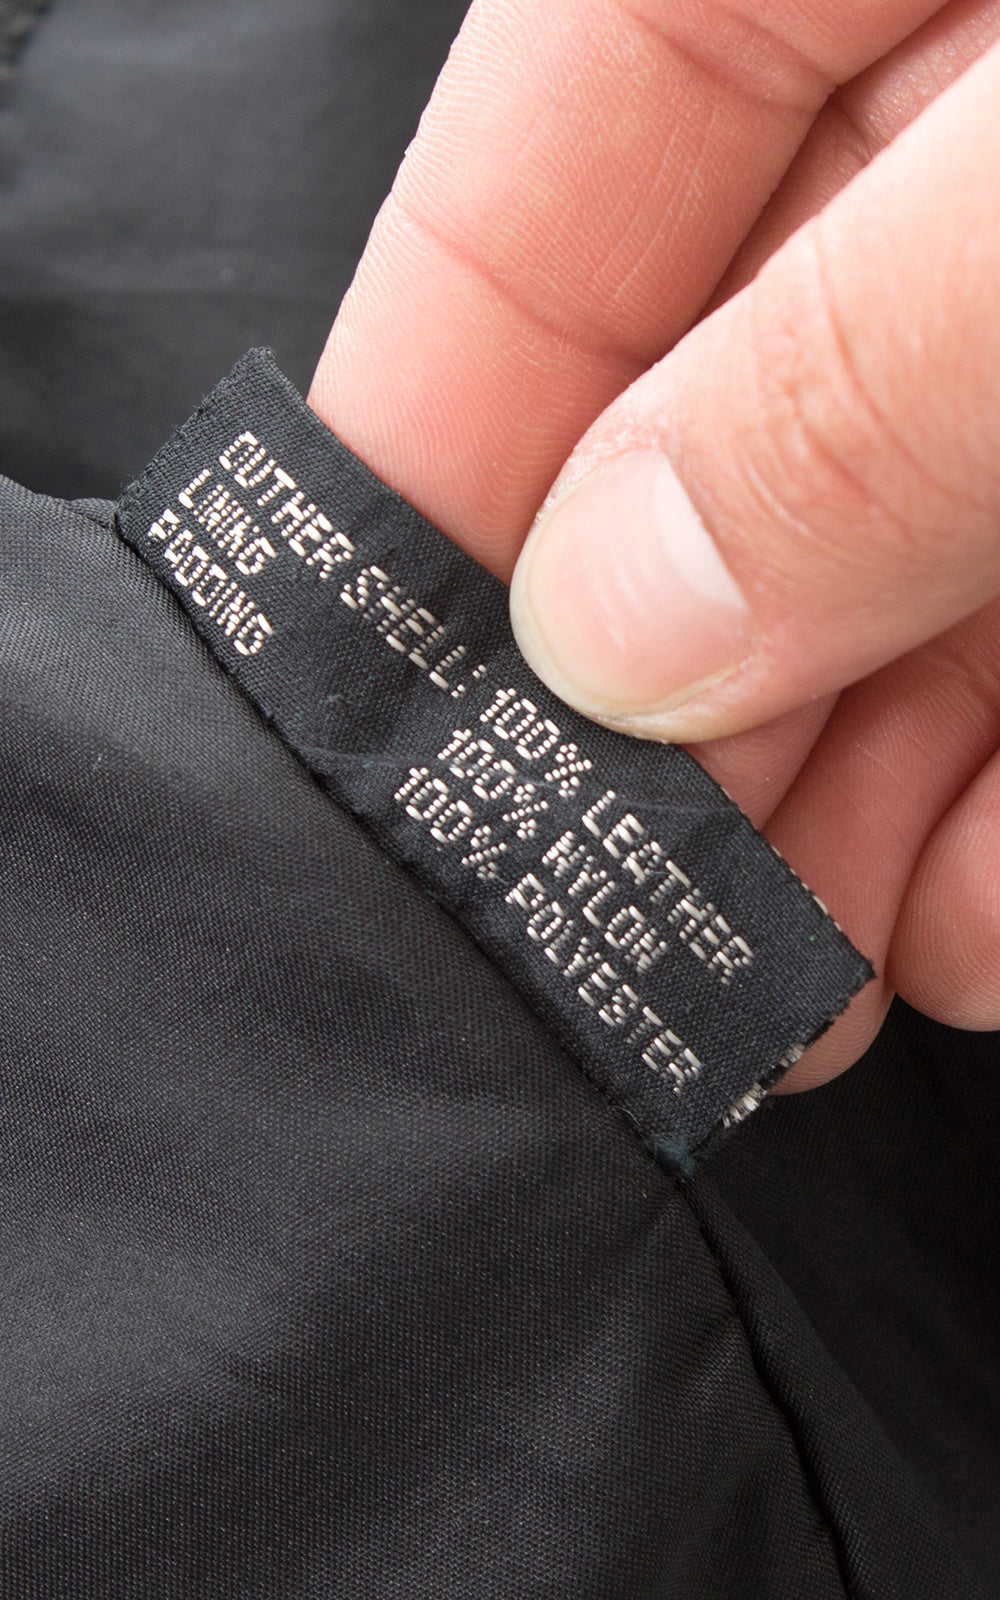 OUTHER SHELL: 100% LEATHER
LINING 100% NYLON
PADDING 100% POLYESTER